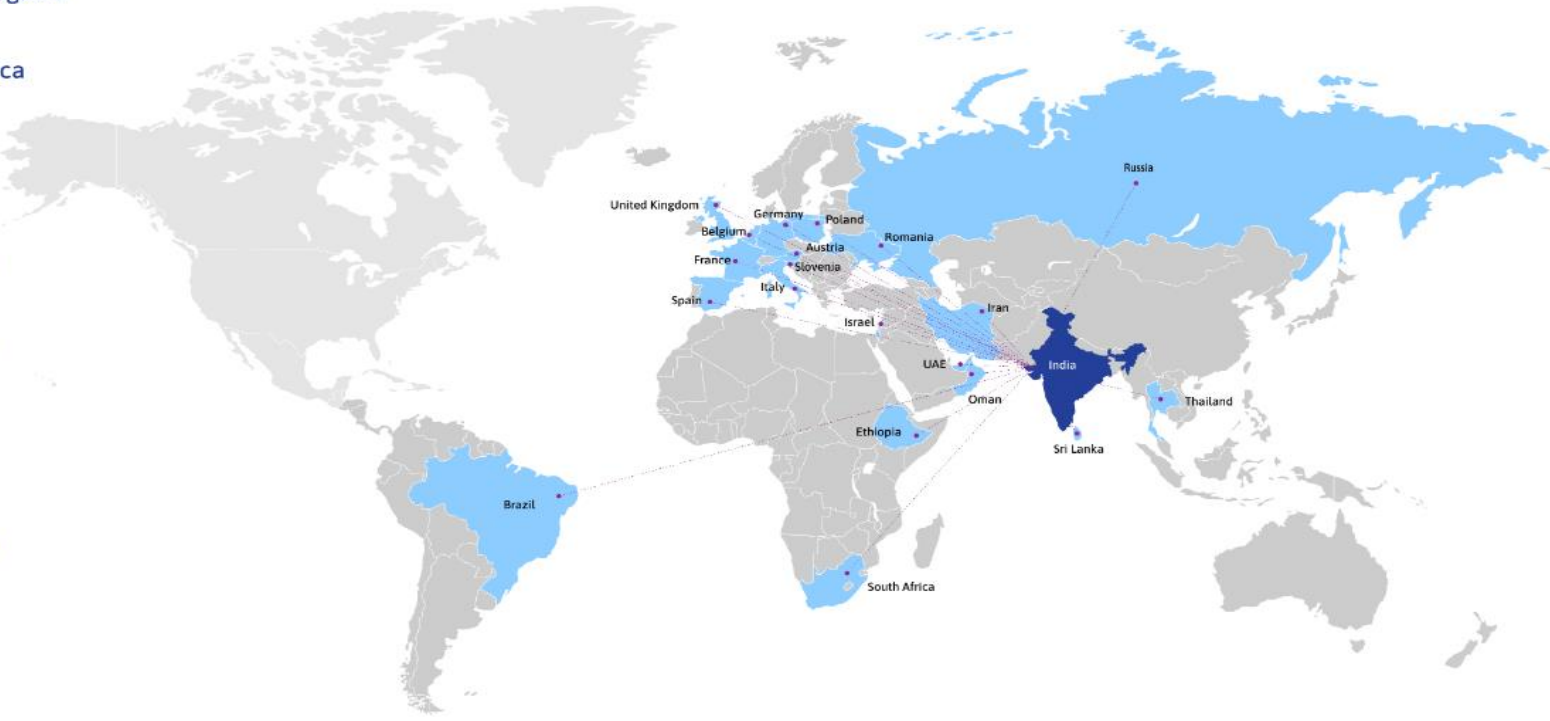 ca
Russia
United Kingdom
Germany
Poland
Belgium
Romania
Austria
France
Slovenia
Italy
Spain
Iran
Israel
UAE
India
Oman
Thailand
Ethiopia
Sri Lanka
Brazil
South Africa